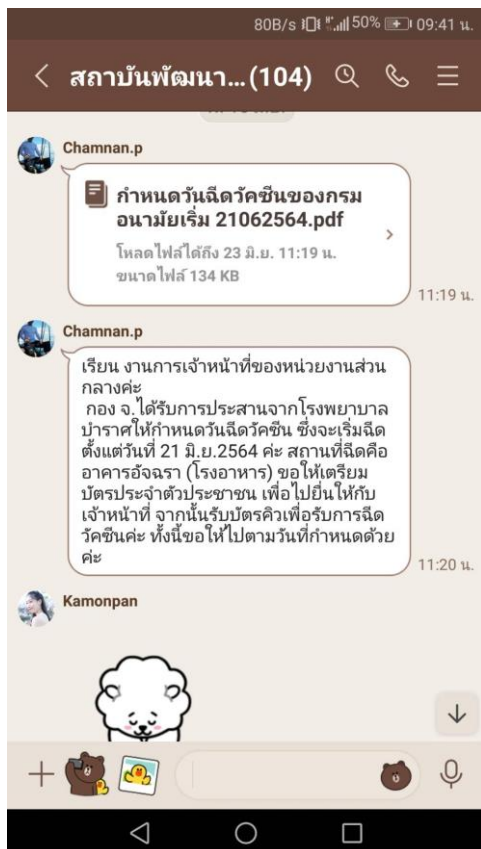 80B/s 50% 09:41 น.
สถาบันพัฒนา...(104)
Chamnan.p
กำหนดวันฉีดวัคซีนของกรม
อนามัยเริ่ม 21062564.pdf
โหลดไฟล์ได้ถึง 23 มิ.ย. 11:19 น.
ขนาดไฟล์ 134 KB
11:19 น.
Chamnan.p
เรียน งานการเจ้าหน้าที่ของหน่วยงานส่วน
กลางค่ะ
กอง จ.ได้รับการประสานจากโรงพยาบาล
บำราศให้กำหนดวันฉีดวัคซีน ซึ่งจะเริ่มฉีด
ตั้งแต่วันที่ 21 มิ.ย.2564 ค่ะ สถานที่ฉีดคือ
อาคารอัจฉรา (โรงอาหาร) ขอให้เตรียม
บัตรประจำตัวประชาชน เพื่อไปยื่นให้กับ
เจ้าหน้าที่ จากนั้นรับบัตรคิวเพื่อรับการฉีด
วัคซีนค่ะ ทั้งนี้ขอให้ไปตามวันที่กำหนดด้วย
ค่ะ
11:20 น.
Kamonpan